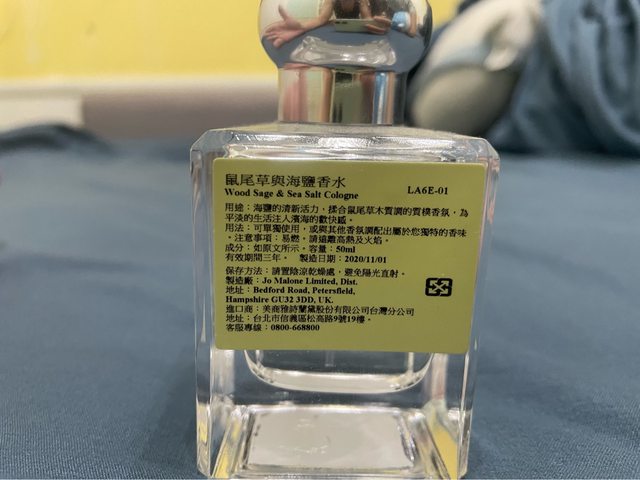 鼠尾草與海鹽香水 LA6E-01
Wood Sage & Sea Salt Cologne
用途：海鹽的清新活力，揉合鼠尾草木質調的質樸香氛，為
平淡的生活注入濱海的歡快感。
用法：可單獨使用，或與其他香氛調配出屬於您獨特的香味
。注意事項：易燃。請遠離高熱及火焰。
成分：如原文所示。容量：50ml
有效期間三年。 製造日期：2020/11/01
保存方法：請置陰涼乾燥處，避免陽光直射。
製造廠：Jo Malone Limited, Dist.
地址：Bedford Road, Petersfield,
Hampshire GU32 3DD, UK.
進口商：美商雅詩蘭黛股份有限公司台灣分公司
地址：台北市信義區松高路9號19樓。
客服專線：0800-668800